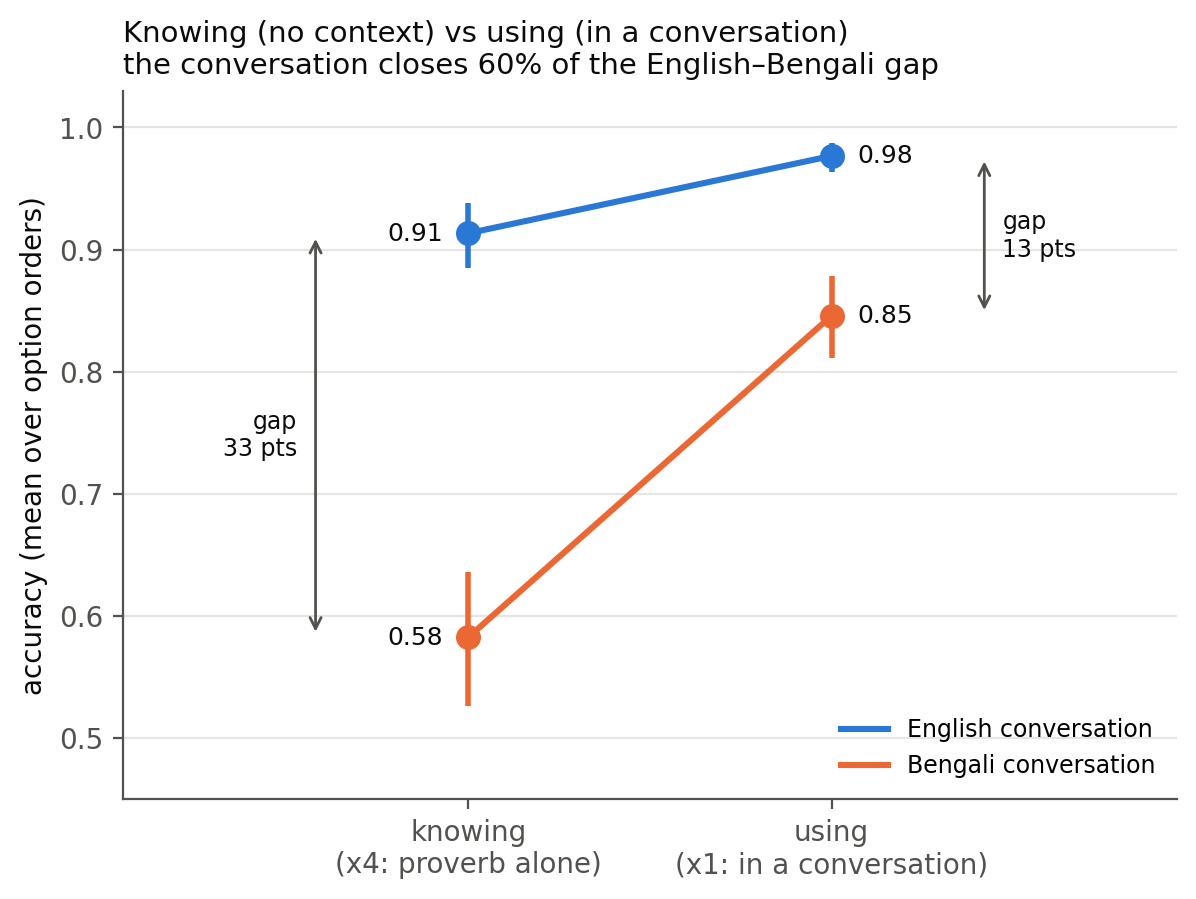 Knowing (no context) vs using (in a conversation)
the conversation closes 60% of the English–Bengali gap
accuracy (mean over option orders)
1.0
0.9
0.8
0.7
0.6
0.5
0.91
0.58
0.98
0.85
gap
33 pts
gap
13 pts
English conversation
Bengali conversation
knowing
(x4: proverb alone)
using
(x1: in a conversation)